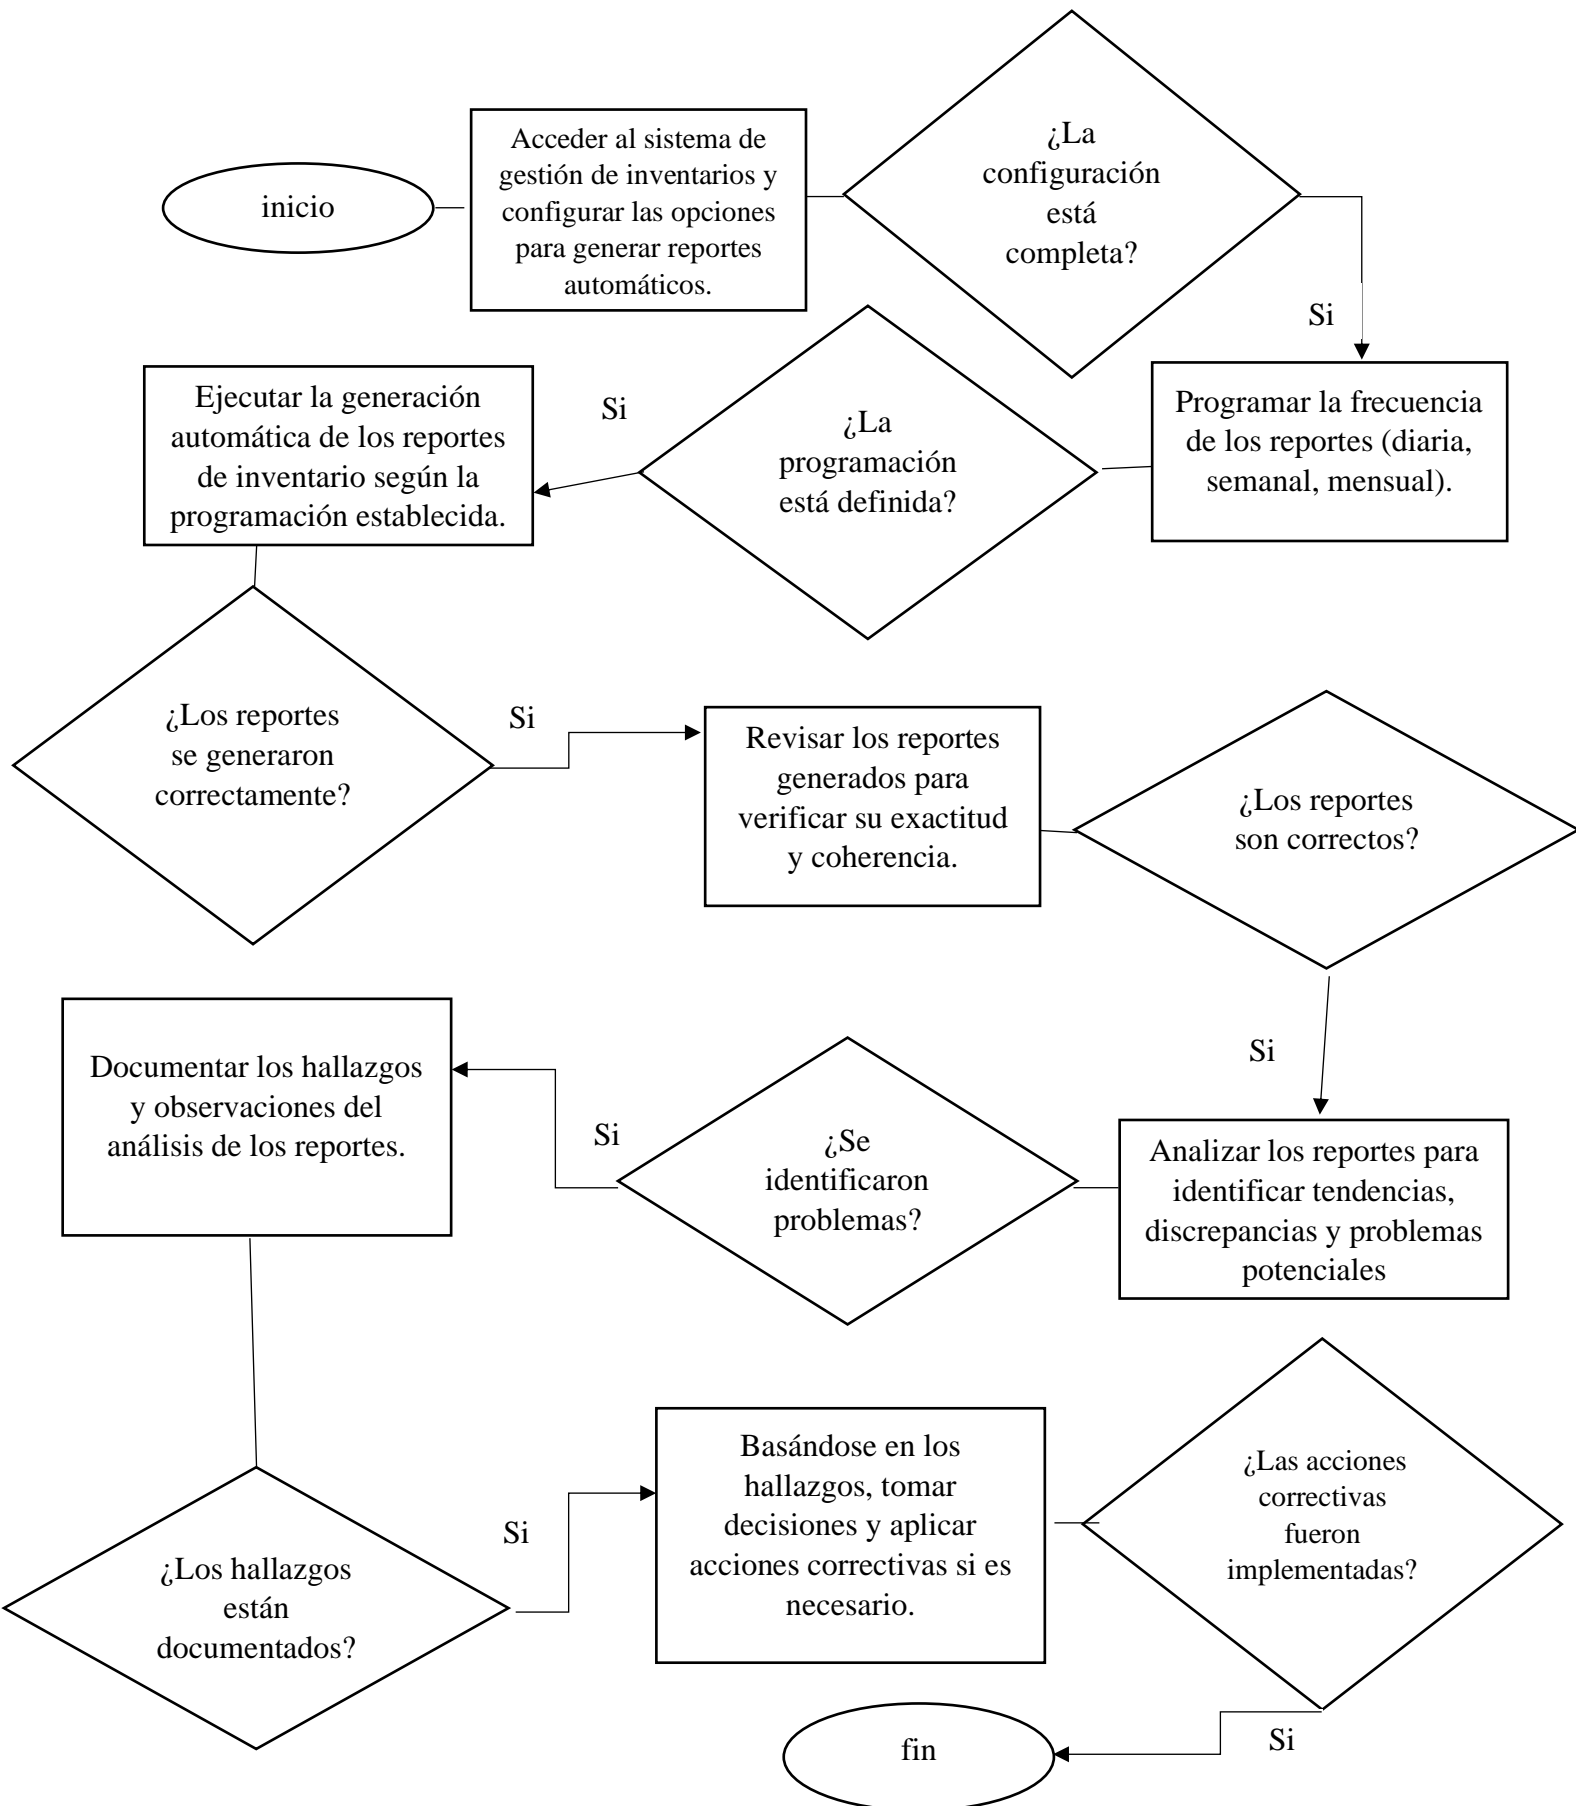 inicio
Acceder al sistema de
gestión de inventarios y
configurar las opciones
para generar reportes
automáticos.
¿La
configuración
está
completa?
Si
Programar la frecuencia
de los reportes (diaria,
semanal, mensual).
¿La
programación
está definida?
Si
Ejecutar la generación
automática de los reportes
de inventario según la
programación establecida.
¿Los reportes
se generaron
correctamente?
Si
Revisar los reportes
generados para
verificar su exactitud
y coherencia.
¿Los reportes
son correctos?
Si
Analizar los reportes para
identificar tendencias,
discrepancias y problemas
potenciales
¿Se
identificaron
problemas?
Si
Documentar los hallazgos
y observaciones del
análisis de los reportes.
¿Los hallazgos
están
documentados?
Si
Basándose en los
hallazgos, tomar
decisiones y aplicar
acciones correctivas si es
necesario.
¿Las acciones
correctivas
fueron
implementadas?
Si
fin